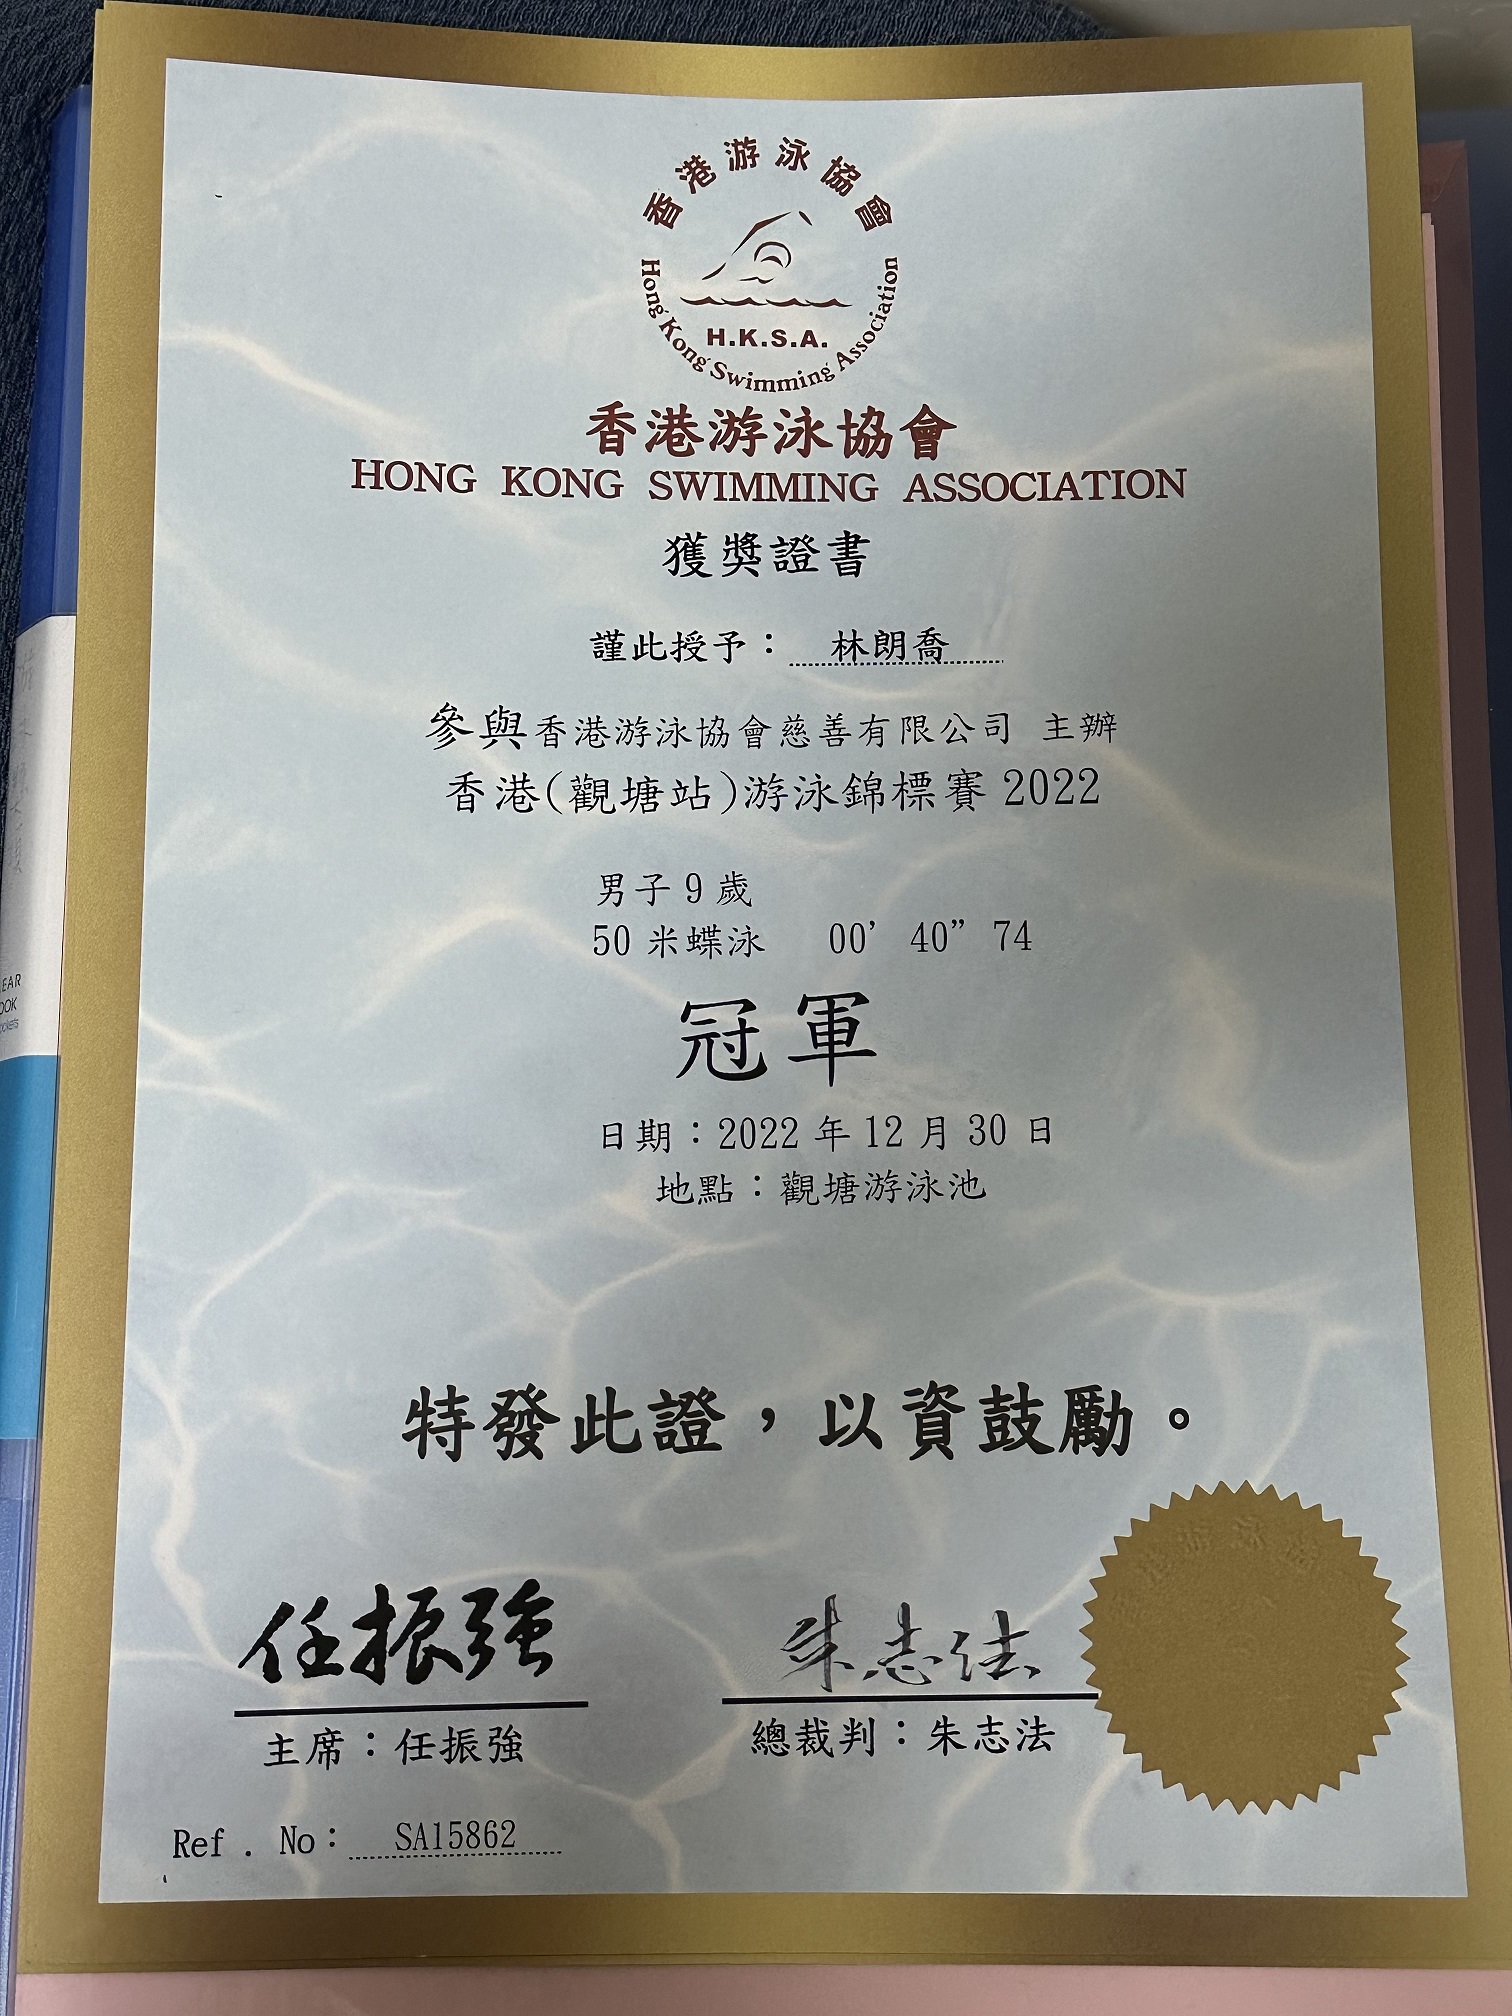 香港游泳協會
H.K.S.A.
Hong Kong Swimming Association
香港游泳協會
HONG KONG SWIMMING ASSOCIATION
獲獎證書
謹此授予： 林朗喬
參與香港游泳協會慈善有限公司 主辦
香港(觀塘站)游泳錦標賽 2022
男子 9 歲
50 米蝶泳 00’ 40” 74
冠軍
日期：2022 年 12 月 30 日
地點：觀塘游泳池
特發此證，以資鼓勵。
任振強
朱志法
主席：任振強
總裁判：朱志法
Ref . No： SA15862